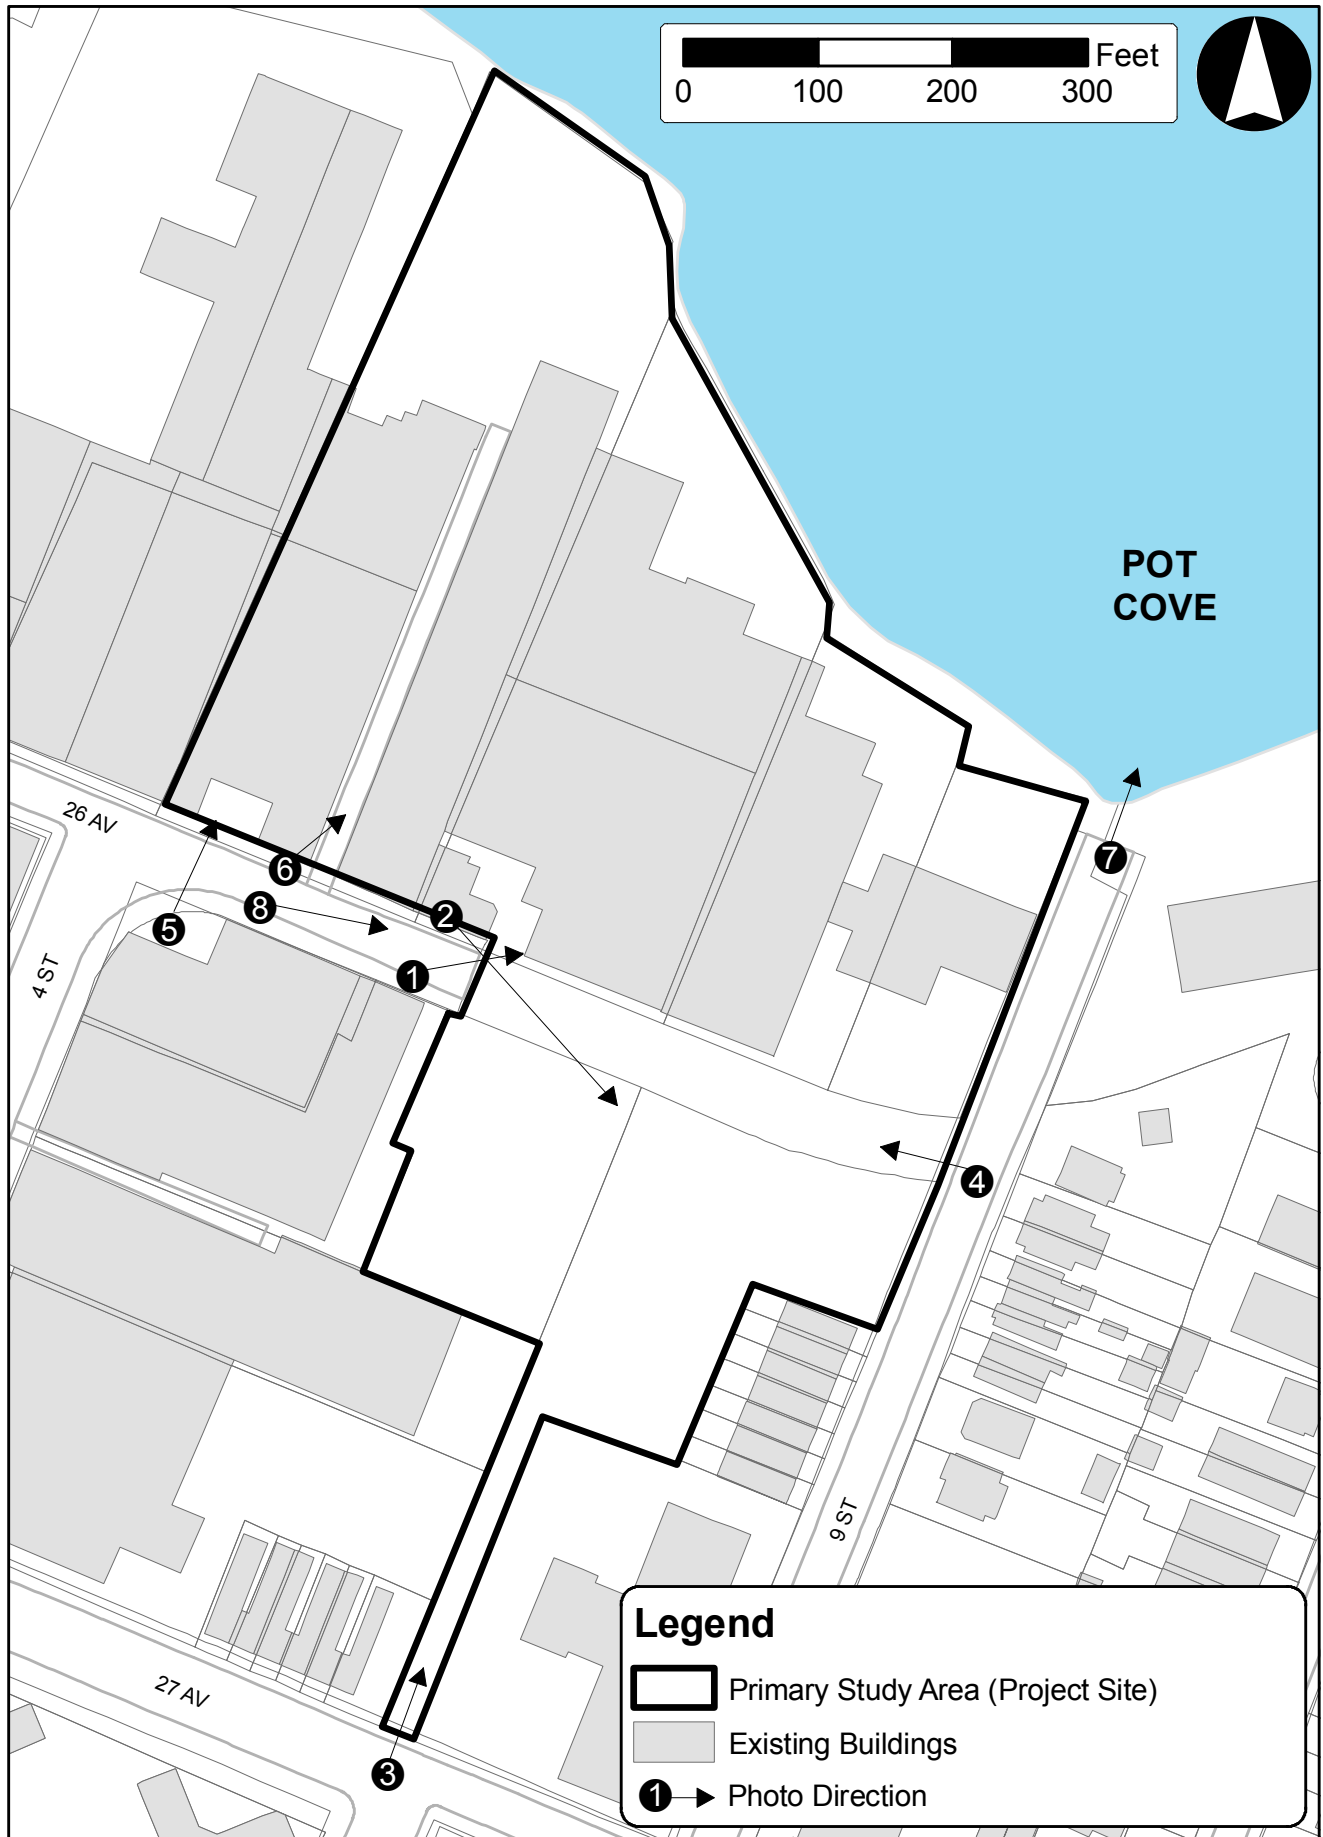 Feet
0 100 200 300
POT
COVE
26 AV
6
8
2
5
1
7
4 ST
4
9 ST
27 AV
3
Legend
Primary Study Area (Project Site)
Existing Buildings
1 Photo Direction